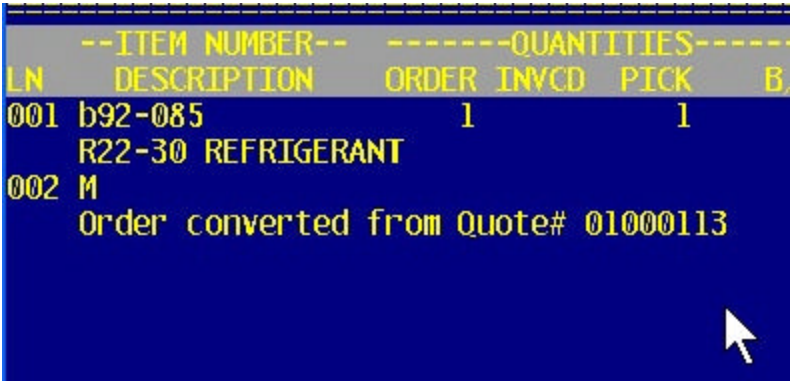 --ITEM NUMBER-- -------QUANTITIES------
LN DESCRIPTION ORDER INVCD PICK B/
001 b92-085 1 1
R22-30 REFRIGERANT
002 M
Order converted from Quote# 01000113